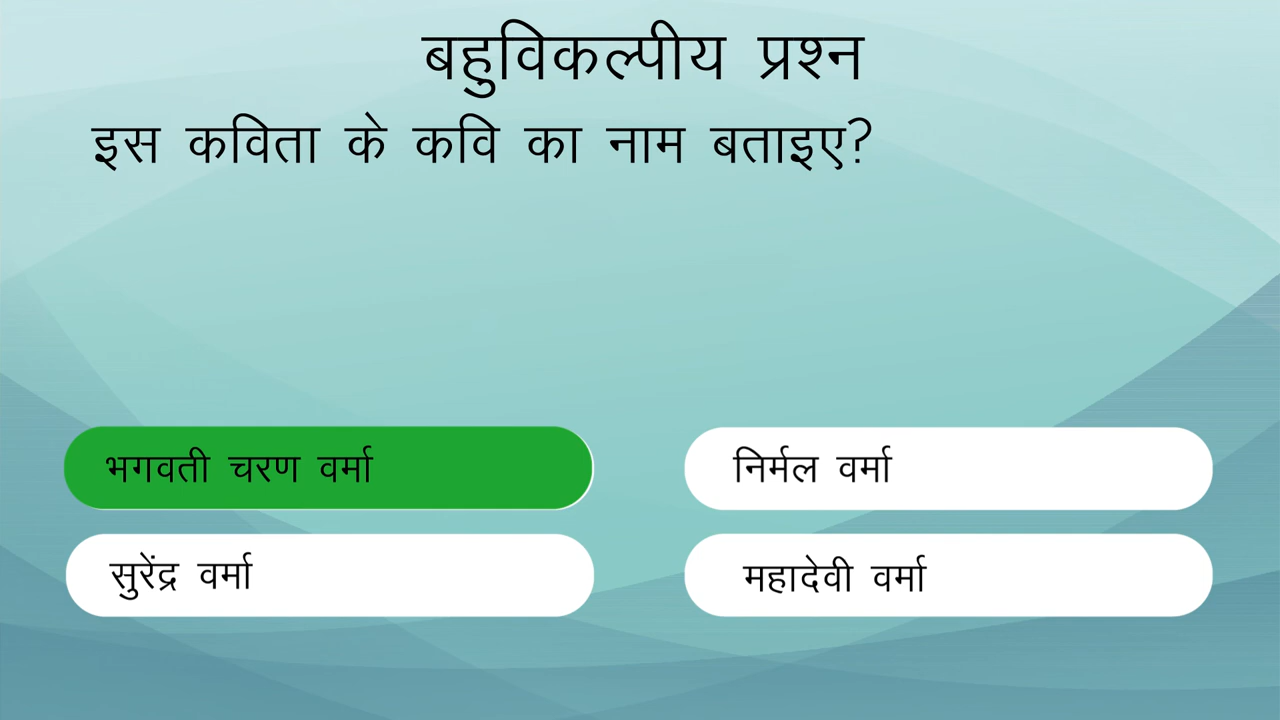 बहुविकल्पीय प्रश्न
इस कविता के कवि का नाम बताइए?
भगवती चरण वर्मा
निर्मल वर्मा
सुरेंद्र वर्मा
महादेवी वर्मा